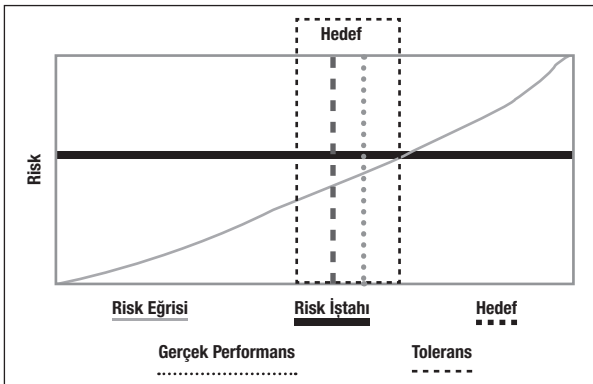 Hedef
Risk
Risk Eğrisi Risk İştahı Hedef
Gerçek Performans Tolerans